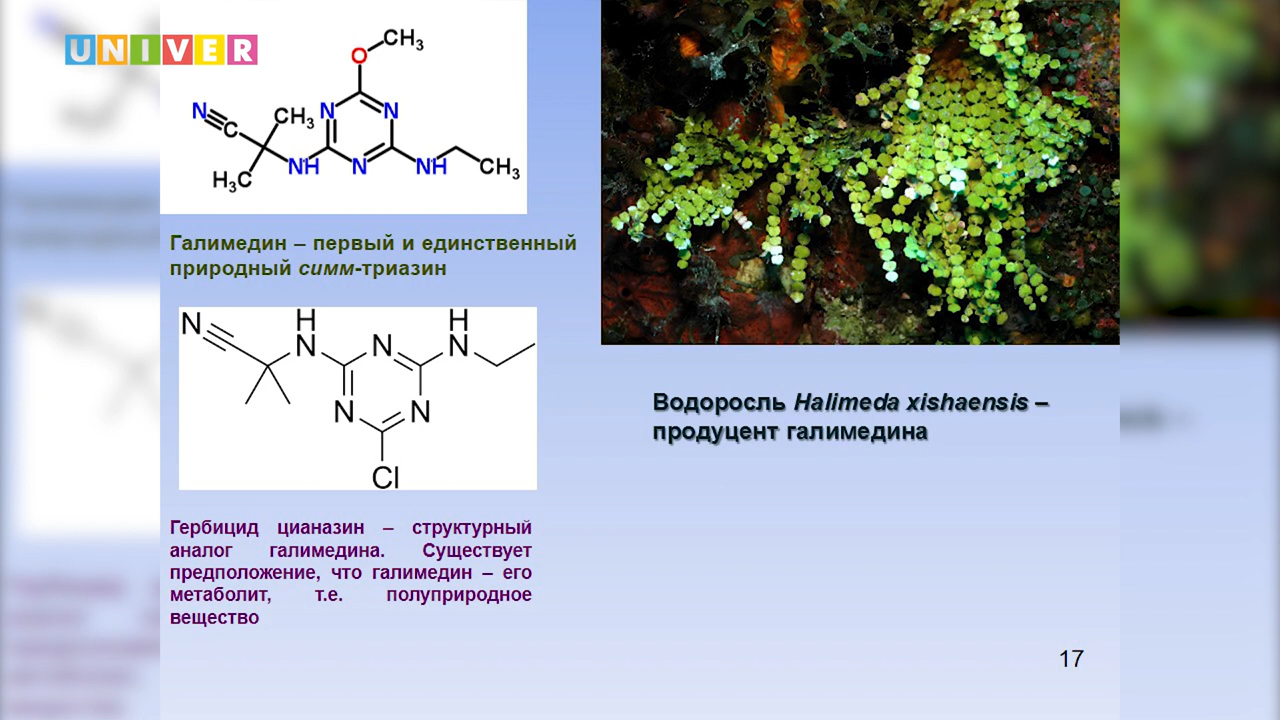 UNIVER
O
CH3
N
C
CH3
N
N
H3C
NH
N
NH
CH3
Галимедин – первый и единственный
природный симм-триазин
N
H
N
N
H
N
N
N
Cl
Гербицид цианазин – структурный
аналог галимедина. Существует
предположение, что галимедин – его
метаболит, т.е. полуприродное
вещество
Водоросль Halimeda xishaensis –
продуцент галимедина
17